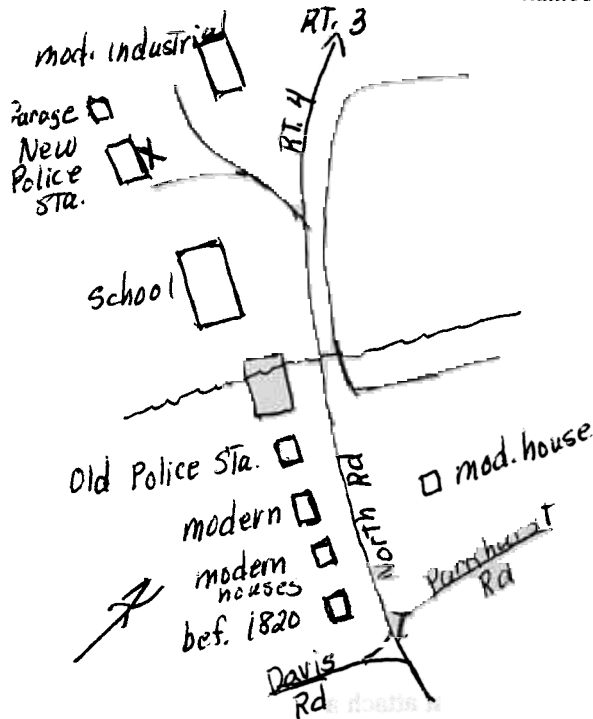 RT. 3
mod. industrial
RT. 4
Garage
New
Police
STa.
School
Old Police STa.
North Rd
mod. house
modern
modern
houses
bef. 1820
Rd
Davis
Rd